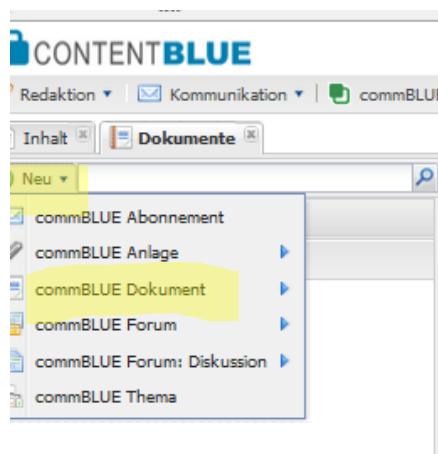 CONTENTBLUE
Redaktion Kommunikation commBLUE
Inhalt Dokumente
Neu
commBLUE Abonnement
commBLUE Anlage
commBLUE Dokument
commBLUE Forum
commBLUE Forum: Diskussion
commBLUE Thema